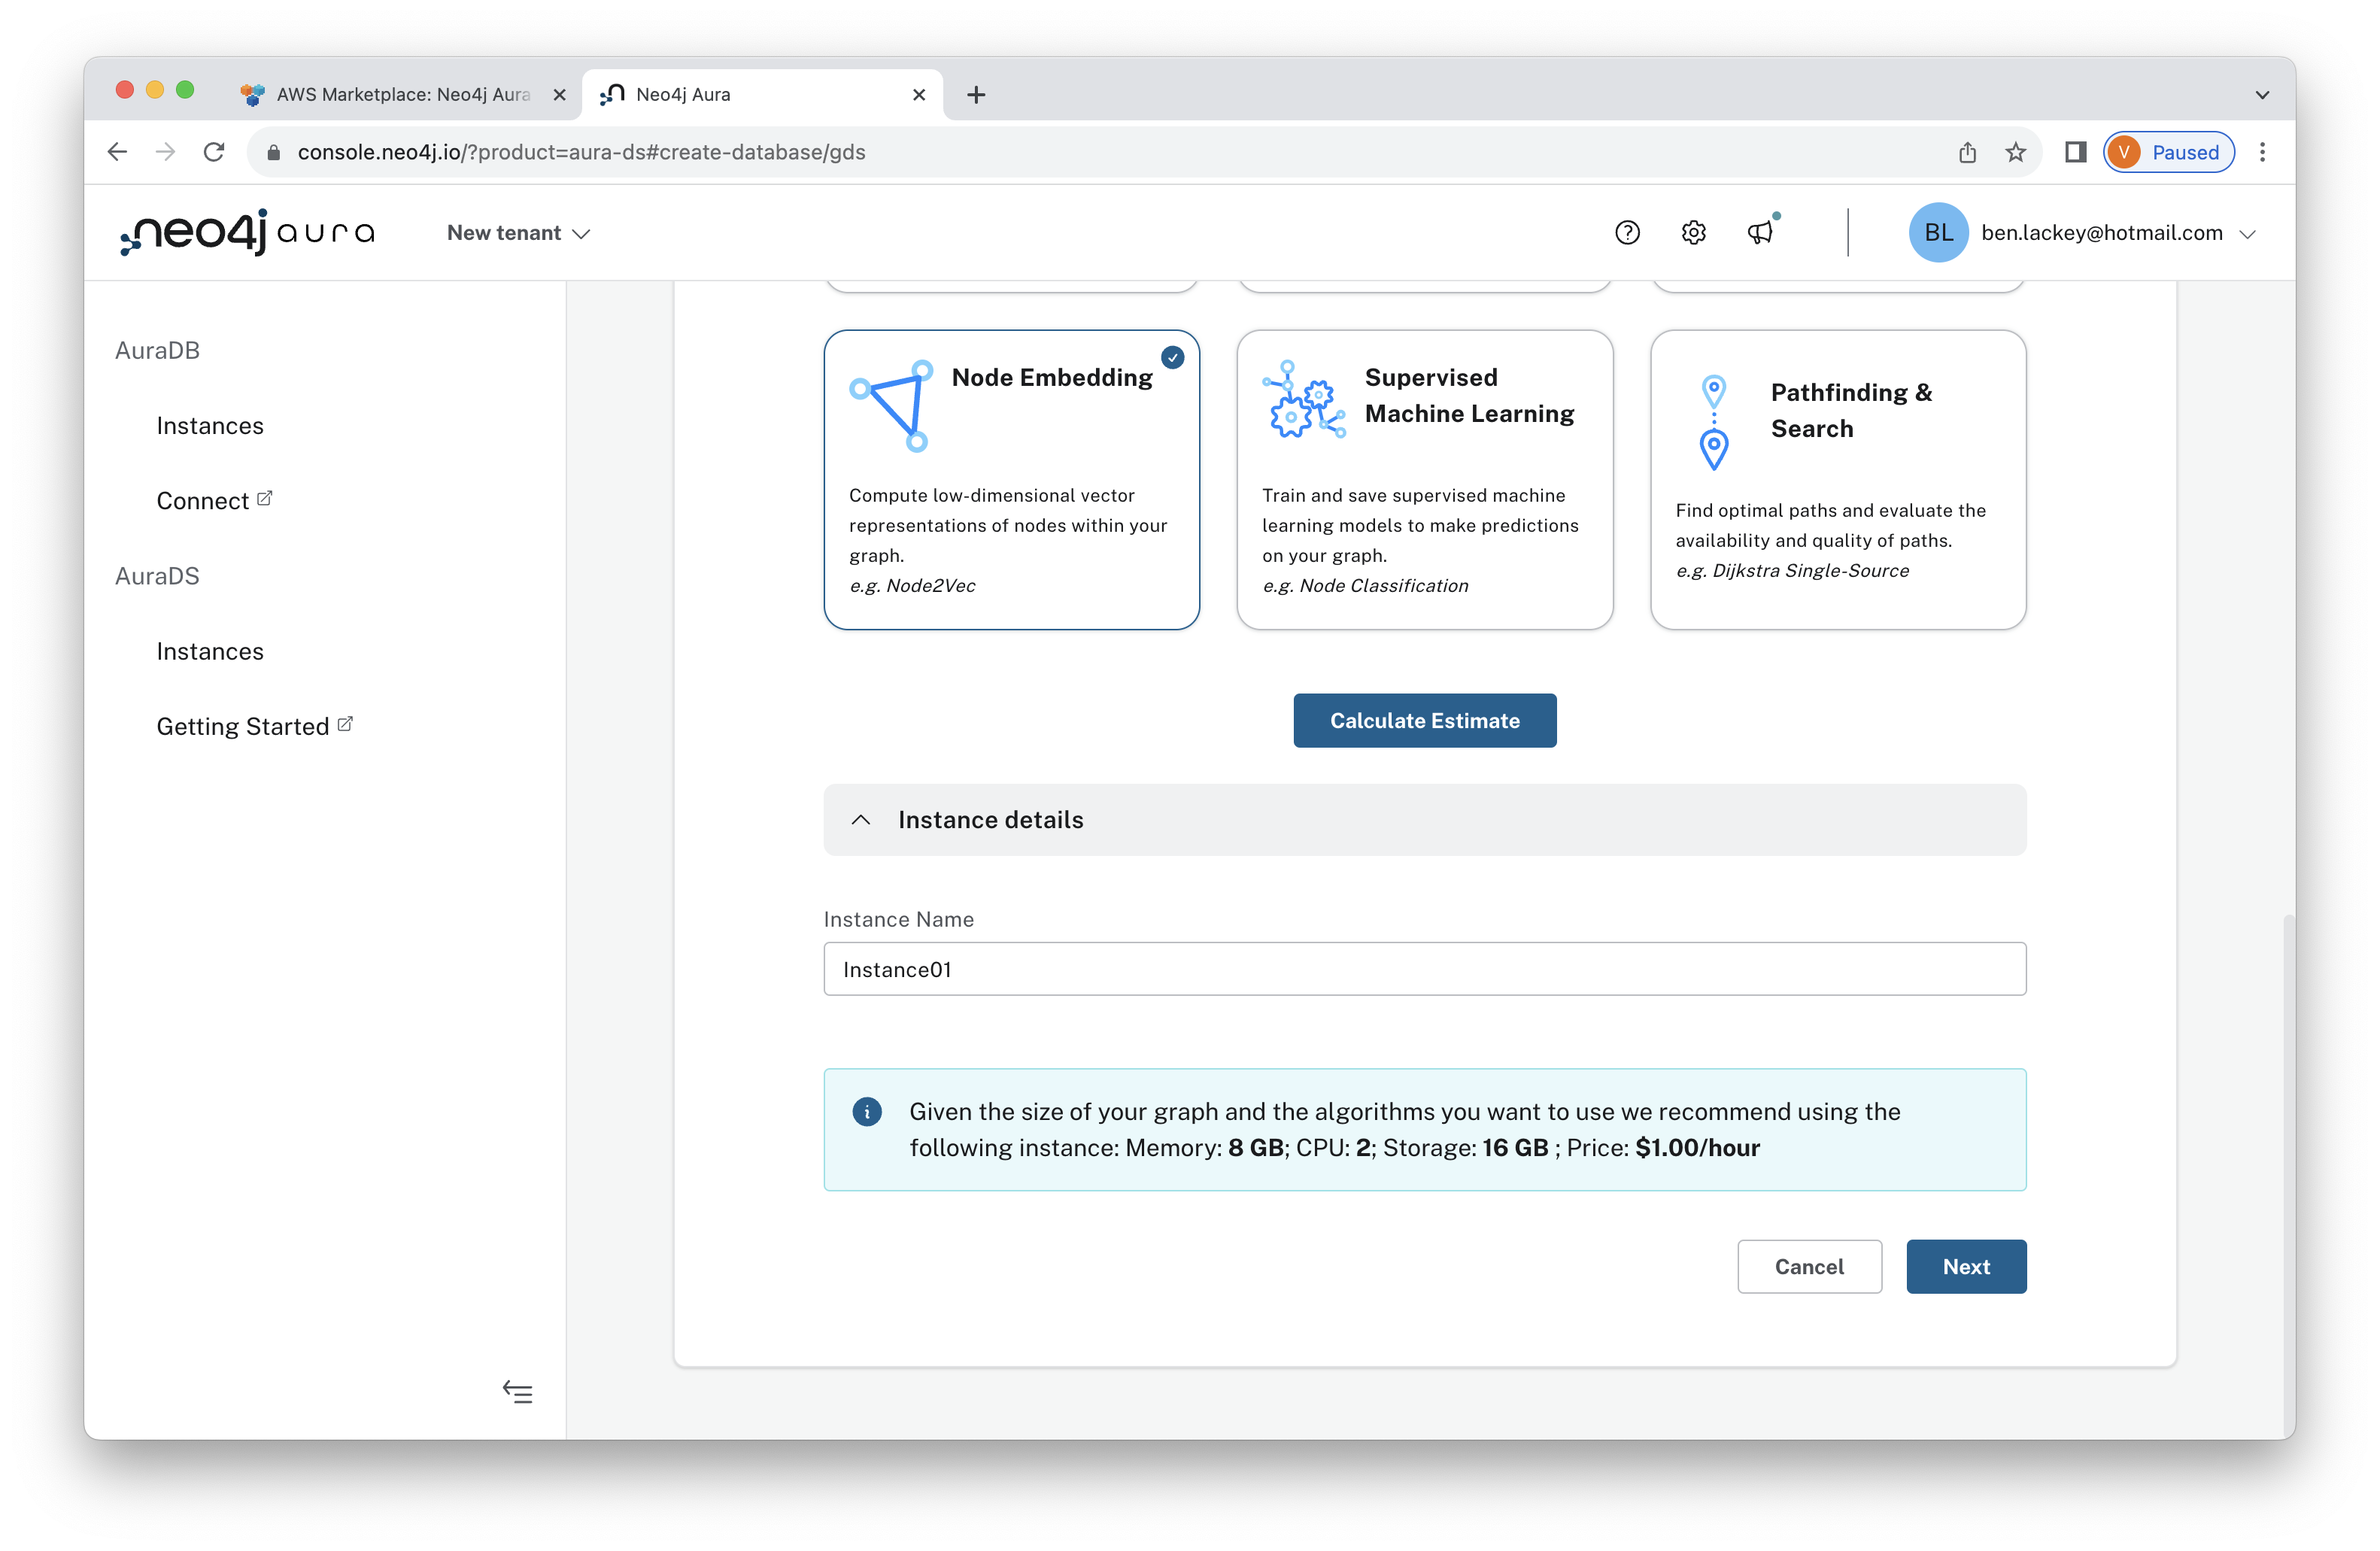 AWS Marketplace: Neo4j Aura
Neo4j Aura
console.neo4j.io/?product=aura-ds#create-database/gds
V Paused
neo4j aura
New tenant
BL ben.lackey@hotmail.com
AuraDB
Instances
Connect
AuraDS
Instances
Getting Started
Node Embedding
Compute low-dimensional vector
representations of nodes within your
graph.
e.g. Node2Vec
Supervised
Machine Learning
Train and save supervised machine
learning models to make predictions
on your graph.
e.g. Node Classification
Pathfinding &
Search
Find optimal paths and evaluate the
availability and quality of paths.
e.g. Dijkstra Single-Source
Calculate Estimate
Instance details
Instance Name
Instance01
Given the size of your graph and the algorithms you want to use we recommend using the
following instance: Memory: 8 GB; CPU: 2; Storage: 16 GB ; Price: $1.00/hour
Cancel
Next